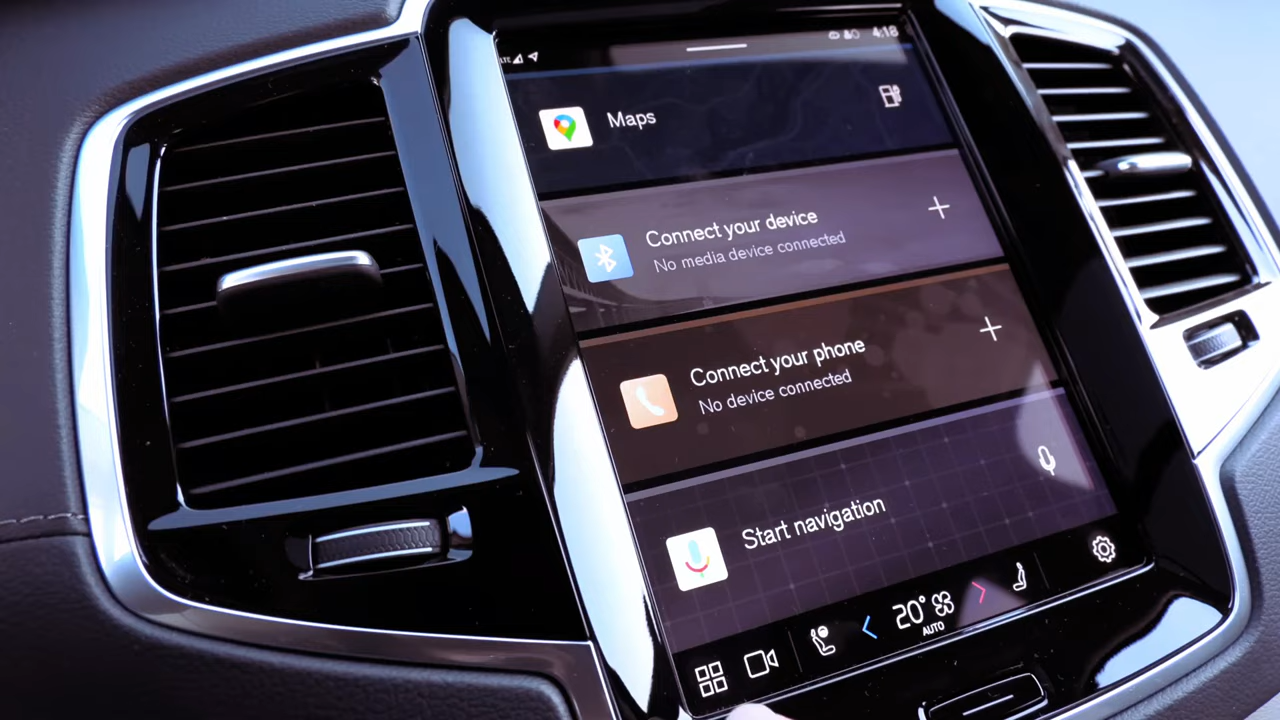 LTE
4:18
Maps
Connect your device
No media device connected
Connect your phone
No device connected
Start navigation
20°
AUTO